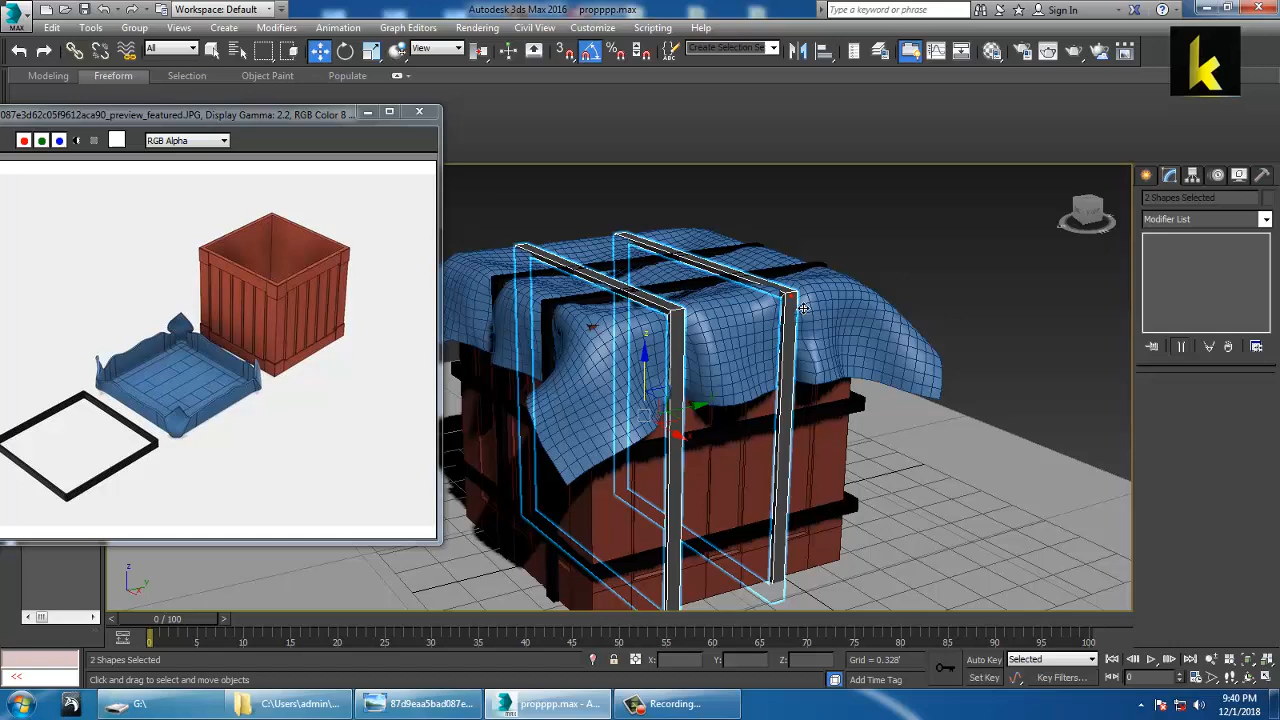 MAX
Workspace: Default
Autodesk 3ds Max 2016 propppp.max
Type a keyword or phrase
Sign In
Edit Tools Group Views Create Modifiers Animation Graph Editors Rendering Civil View Customize Scripting Help
All
View
3
Create Selection Se
Modeling Freeform Selection Object Paint Populate
k
087e3d62c05f9612aca90_preview_featured.JPG, Display Gamma: 2.2, RGB Color 8 ...
RGB Alpha
2 Shapes Selected
Modifier List
z
z
y
x
0 / 100
0 5 10 15 20 25 30 35 40 45 50 55 60 65 70 75 80 85 90 95 100
2 Shapes Selected
X:
Y:
Z:
Grid = 0.328'
Auto Key
Selected
<<
Click and drag to select and move objects
Add Time Tag
Set Key
Key Filters...
0
G:\
C:\Users\admin\...
87d9eaa5bad087e...
MAX
propppp.max - A...
Recording...
9:40 PM
12/1/2018